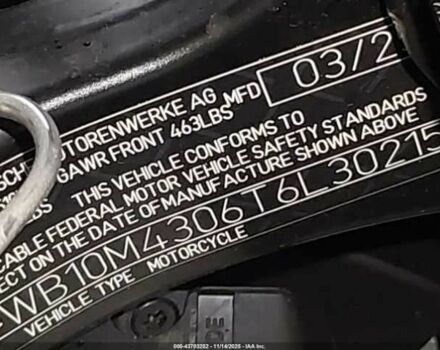 MOTORENWERKE AG
MFD 03/2
GAWR FRONT 463LBS
THIS VEHICLE CONFORMS TO
CABLE FEDERAL MOTOR VEHICLE SAFETY STANDARDS
ECT ON THE DATE OF MANUFACTURE SHOWN ABOVE
WB10M4306T6L30215
VEHICLE TYPE MOTORCYCLE
000-43703252 - 11/14/2025 - IAA Inc.